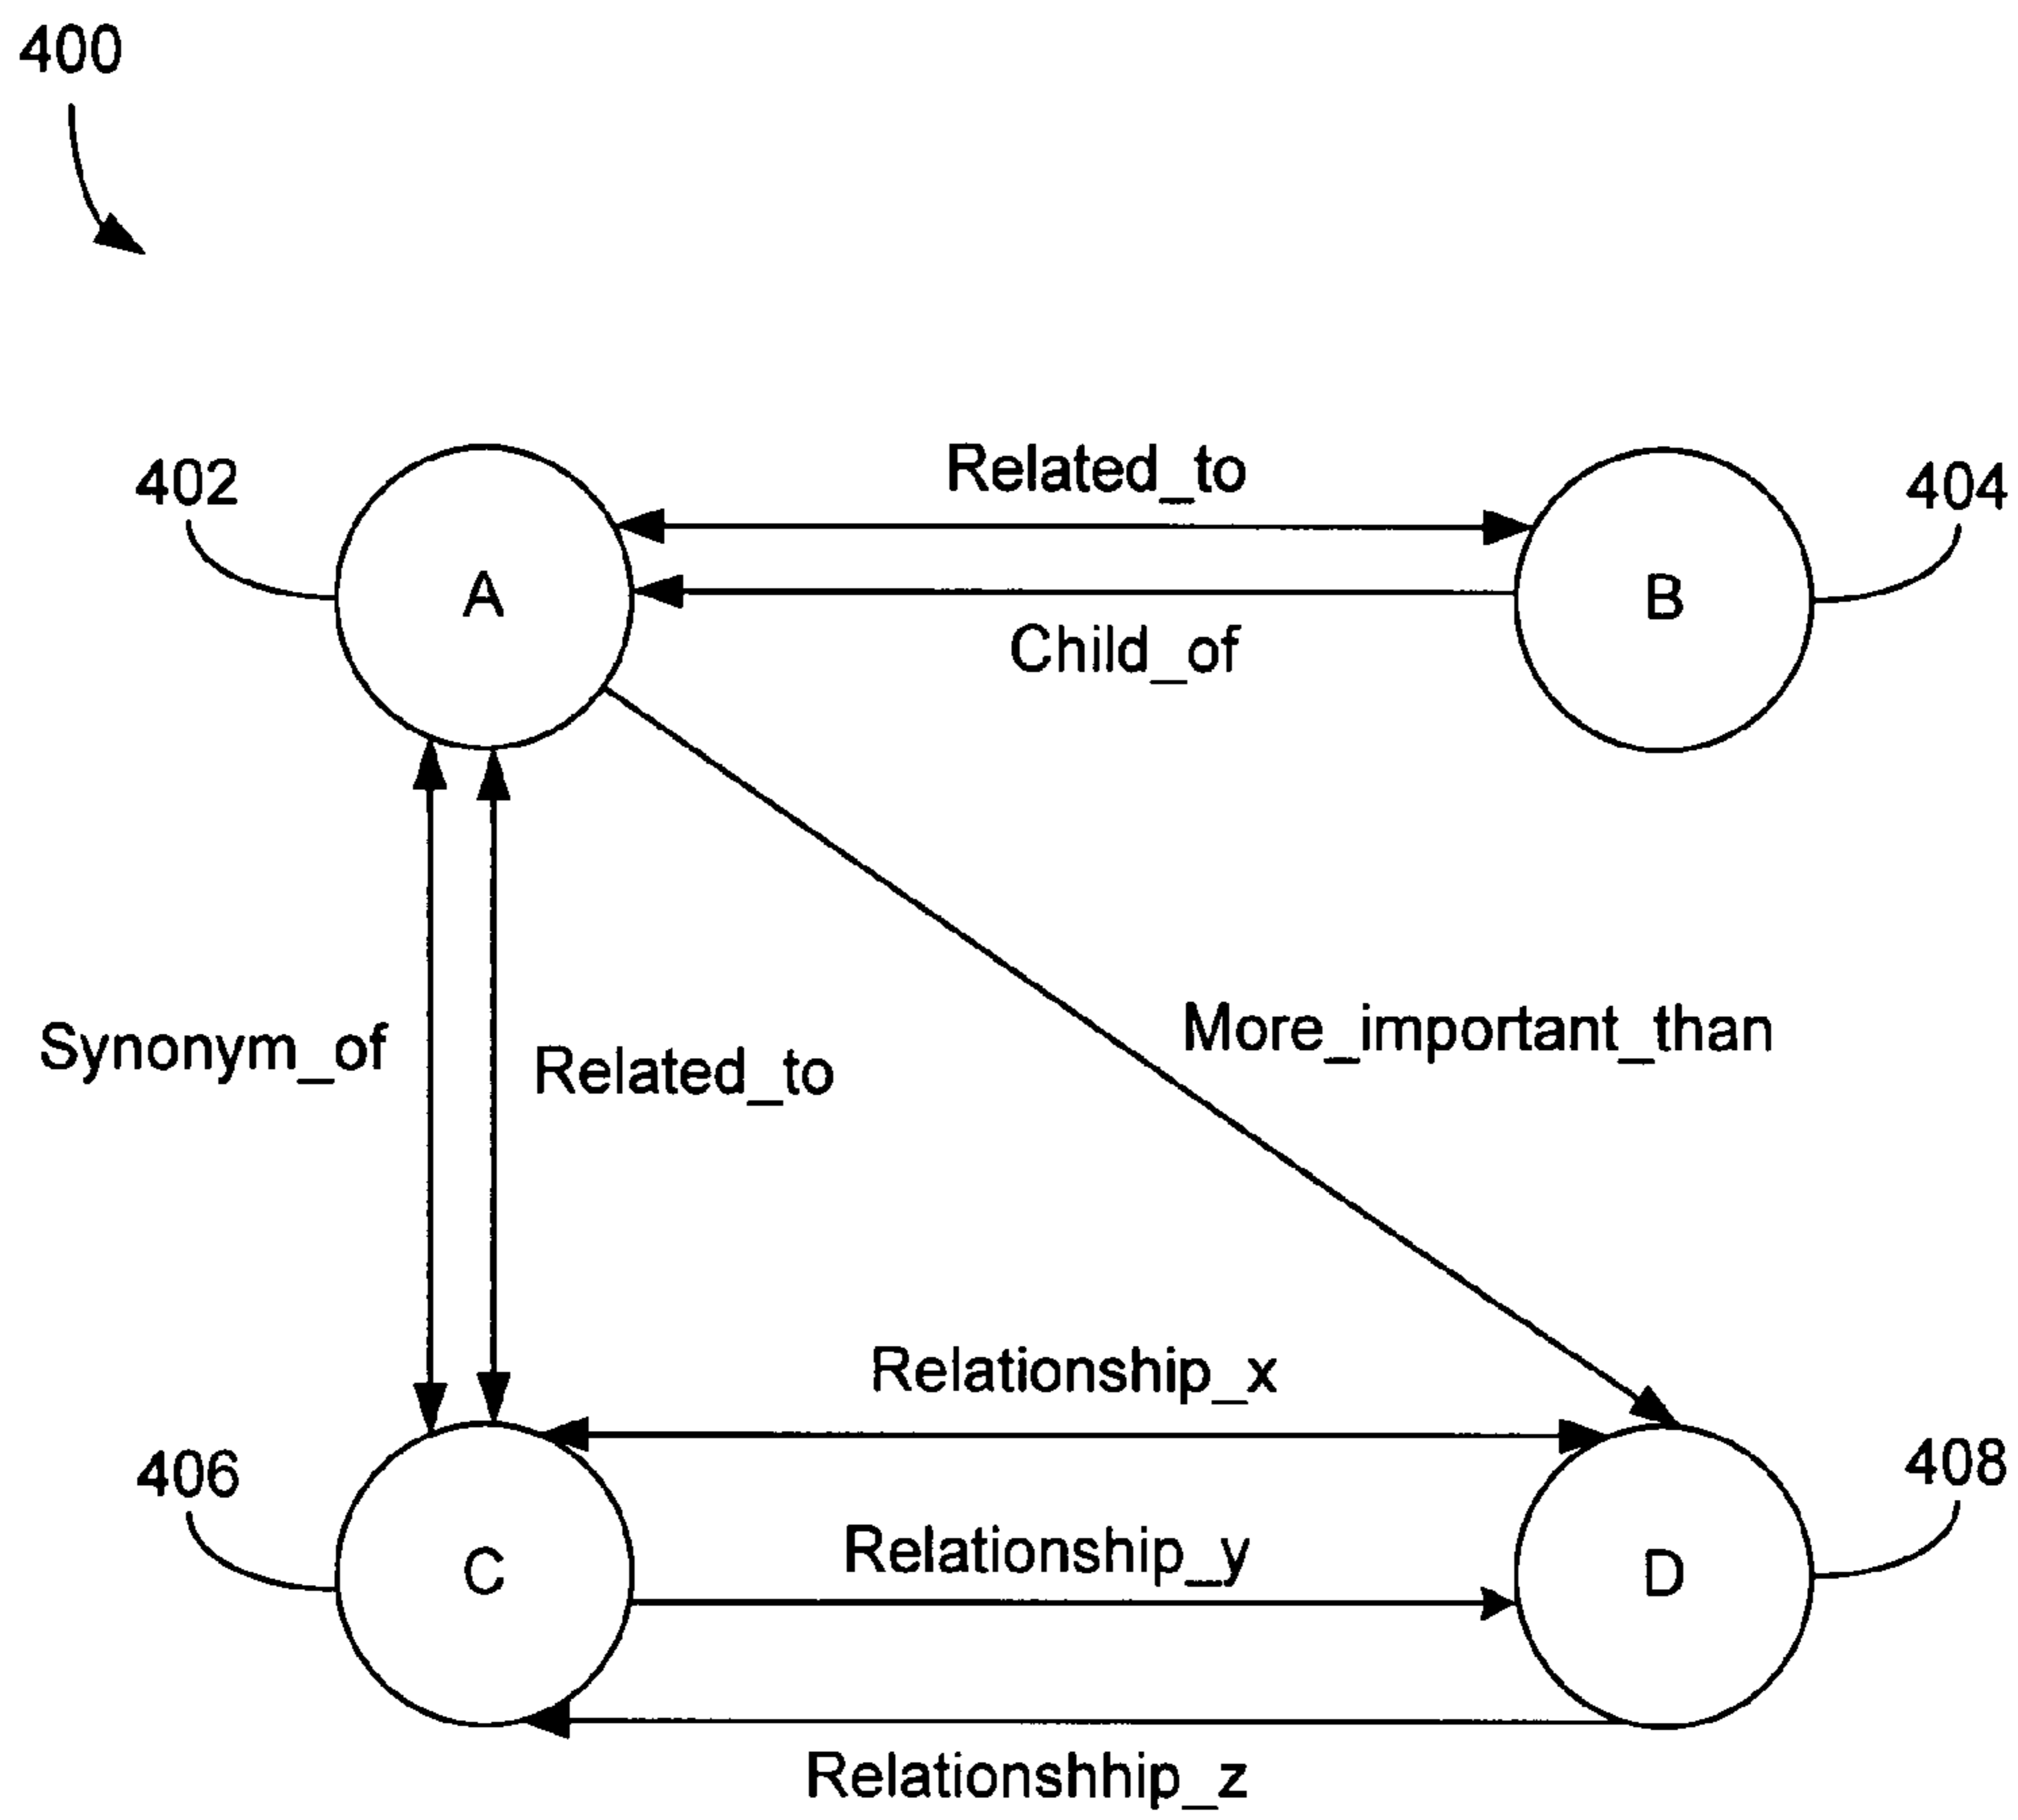 400
402
Related_to
404
A
B
Child_of
Synonym_of
Related_to
More_important_than
Relationship_x
406
408
Relationship_y
C
D
Relationshhip_z